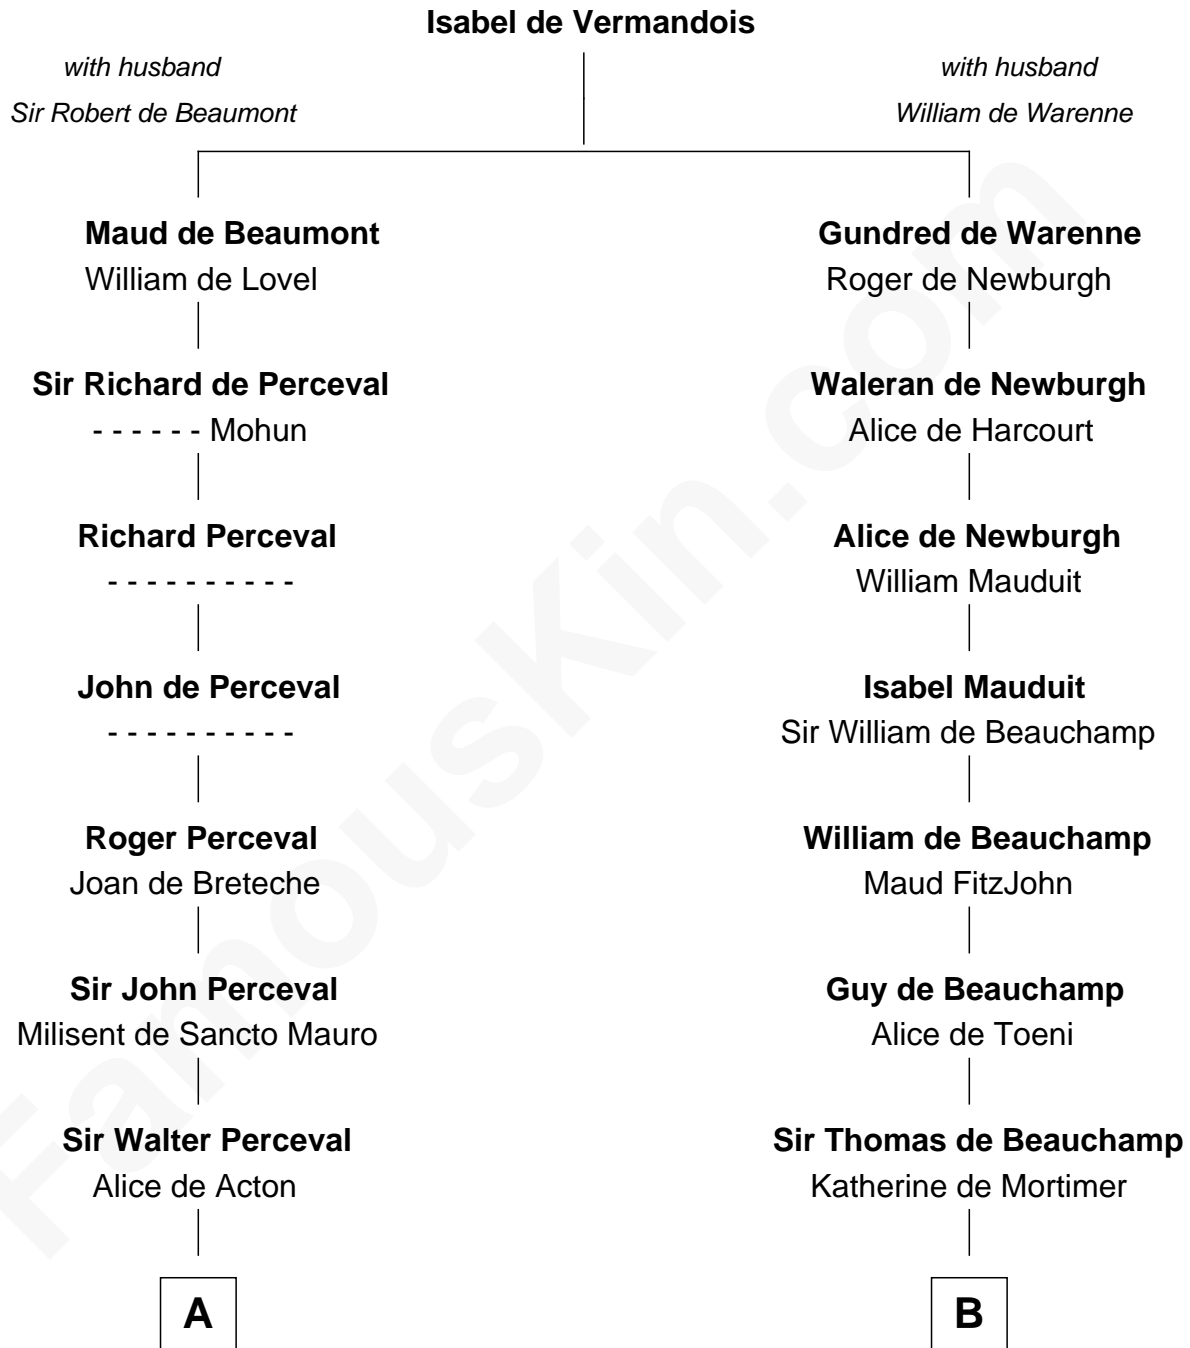 Isabel de Vermandois
with husband
Sir Robert de Beaumont
with husband
William de Warenne
Maud de Beaumont
William de Lovel
Gundred de Warenne
Roger de Newburgh
Sir Richard de Perceval
- - - - - - Mohun
Waleran de Newburgh
Alice de Harcourt
Richard Perceval
- - - - - - - - - -
Alice de Newburgh
William Mauduit
John de Perceval
- - - - - - - - - -
Isabel Mauduit
Sir William de Beauchamp
Roger Perceval
Joan de Breteche
William de Beauchamp
Maud FitzJohn
Sir John Perceval
Milisent de Sancto Mauro
Guy de Beauchamp
Alice de Toeni
Sir Walter Perceval
Alice de Acton
Sir Thomas de Beauchamp
Katherine de Mortimer
A
B
FamousKin.com